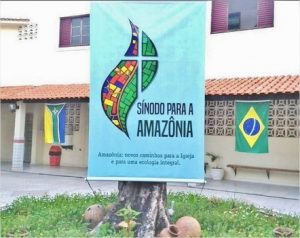 SÍNODO PARA A
AMAZÔNIA
Amazônia: novos caminhos para a Igreja
e para uma ecologia integral.